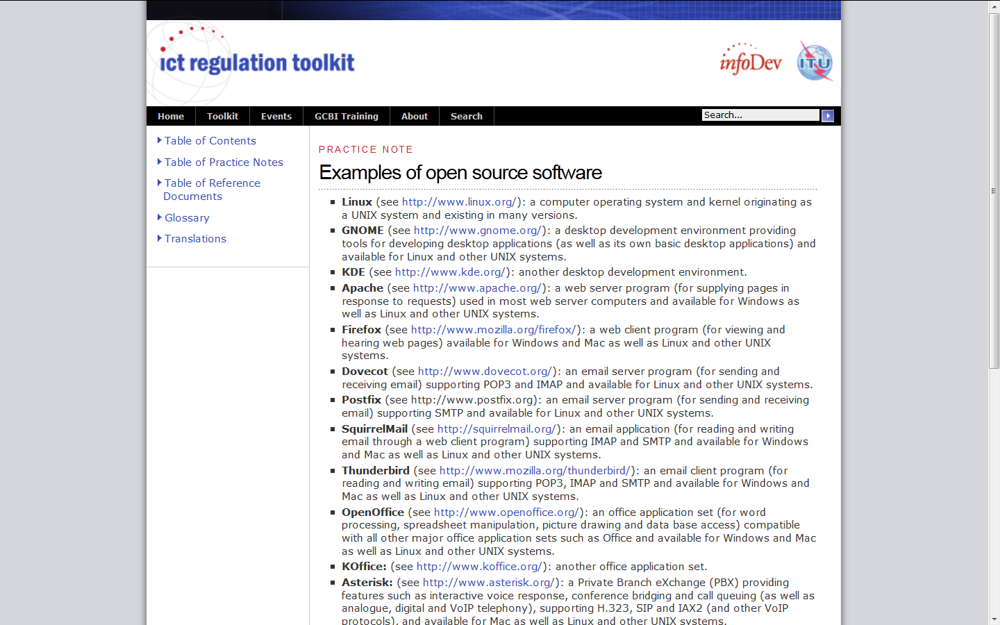 ict regulation toolkit
infoDev
ITU
Home Toolkit Events GCBI Training About Search
Search...
Table of Contents
Table of Practice Notes
Table of Reference
Documents
Glossary
Translations
PRACTICE NOTE
Examples of open source software
Linux (see http://www.linux.org/): a computer operating system and kernel originating as
a UNIX system and existing in many versions.
GNOME (see http://www.gnome.org/): a desktop development environment providing
tools for developing desktop applications (as well as its own basic desktop applications) and
available for Linux and other UNIX systems.
KDE (see http://www.kde.org/): another desktop development environment.
Apache (see http://www.apache.org/): a web server program (for supplying pages in
response to requests) used in most web server computers and available for Windows as
well as Linux and other UNIX systems.
Firefox (see http://www.mozilla.org/firefox/): a web client program (for viewing and
hearing web pages) available for Windows and Mac as well as Linux and other UNIX
systems.
Dovecot (see http://www.dovecot.org/): an email server program (for sending and
receiving email) supporting POP3 and IMAP and available for Linux and other UNIX systems.
Postfix (see http://www.postfix.org): an email server program (for sending and receiving
email) supporting SMTP and available for Linux and other UNIX systems.
SquirrelMail (see http://squirrelmail.org/): an email application (for reading and writing
email through a web client program) supporting IMAP and SMTP and available for Windows
and Mac as well as Linux and other UNIX systems.
Thunderbird (see http://www.mozilla.org/thunderbird/): an email client program (for
reading and writing email) supporting POP3, IMAP and SMTP and available for Windows and
Mac as well as Linux and other UNIX systems.
OpenOffice (see http://www.openoffice.org/): an office application set (for word
processing, spreadsheet manipulation, picture drawing and data base access) compatible
with all other major office application sets such as Office and available for Windows and Mac
as well as Linux and other UNIX systems.
KOffice: (see http://www.koffice.org/): another office application set.
Asterisk: (see http://www.asterisk.org/): a Private Branch eXchange (PBX) providing
features such as interactive voice response, conference bridging and call queuing (as well as
analogue, digital and VoIP telephony), supporting H.323, SIP and IAX2 (and other VoIP
protocols), and available for Mac as well as Linux and other UNIX systems.